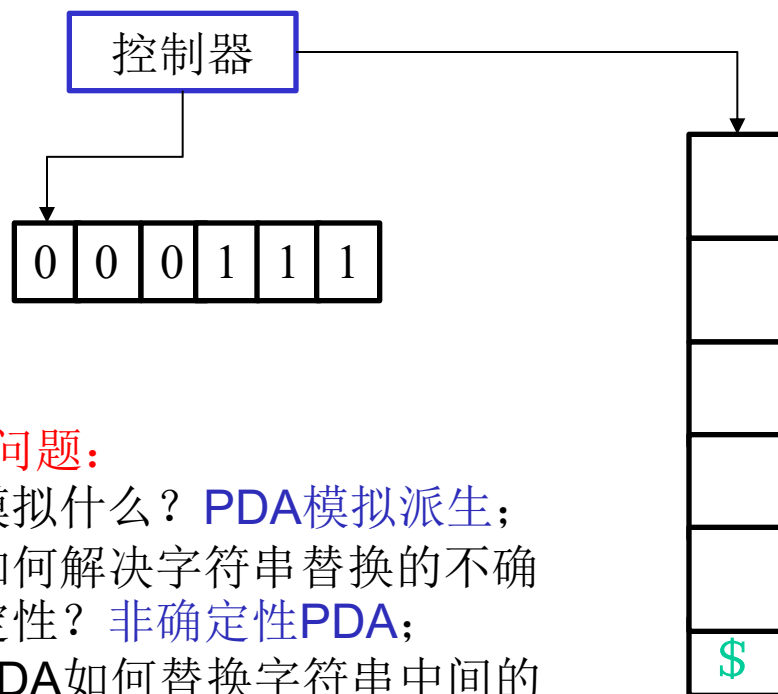 控制器
0 0 0 1 1 1
问题：
模拟什么？PDA模拟派生；
如何解决字符串替换的不确
定性？非确定性PDA；
DA如何替换字符串中间的
$